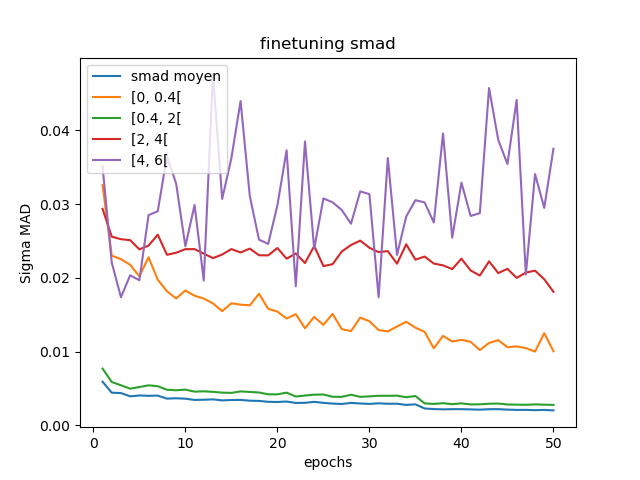 finetuning smad
smad moyen
[0, 0.4[
[0.4, 2[
[2, 4[
[4, 6[
Sigma MAD
0.04
0.03
0.02
0.01
0.00
0 10 20 30 40 50
epochs